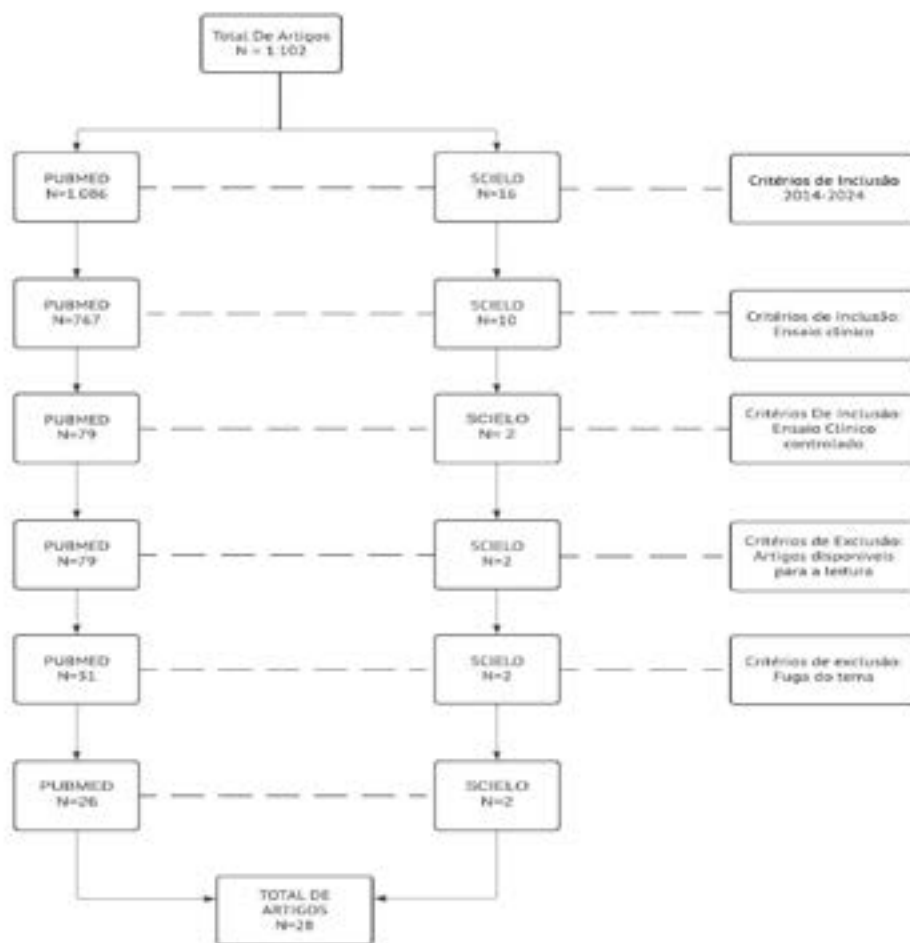 Total De Artigos
N = 1.102
PUBMED
N=1.086
SCIELO
N=16
Critérios de Inclusão
2014-2024
PUBMED
N=767
SCIELO
N=10
Critérios de Inclusão:
Ensaio clínico
PUBMED
N=79
SCIELO
N= 2
Critérios De Inclusão:
Ensaio Clínico
controlado
PUBMED
N=79
SCIELO
N=2
Critérios de Exclusão:
Artigos disponíveis
para a leitura
PUBMED
SCIELO
N=2
Critérios de exclusão:
Fuga do tema
PUBMED
N=26
SCIELO
N=2
TOTAL DE
ARTIGOS
N=28